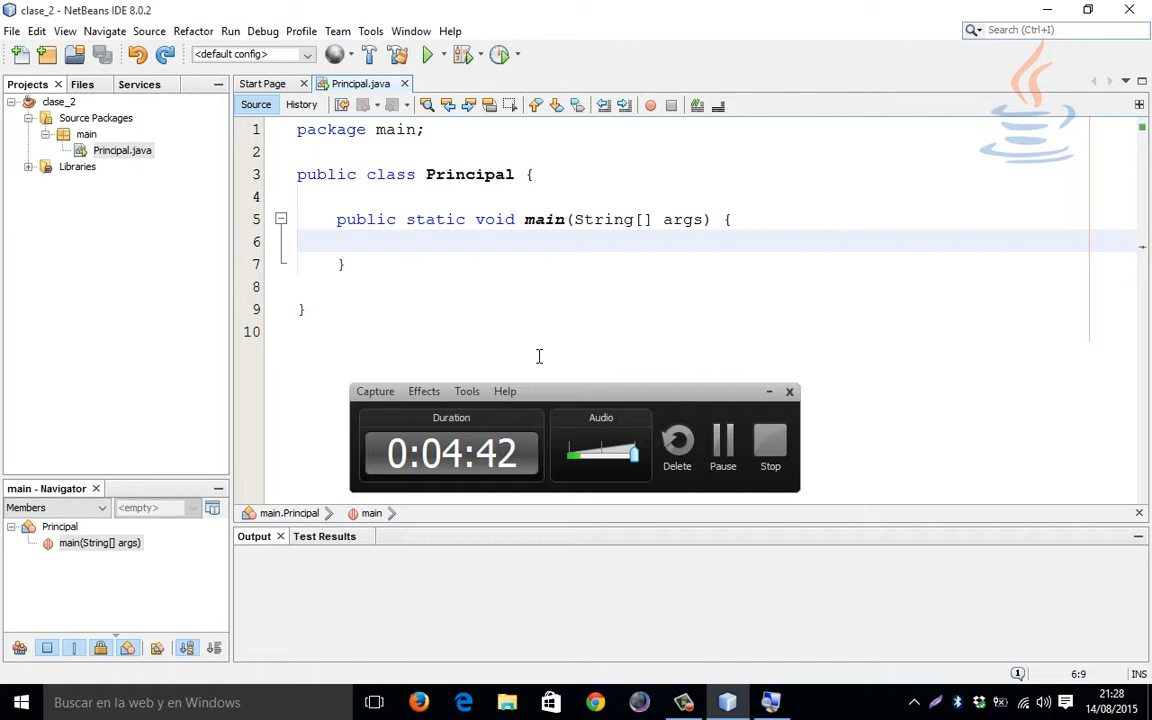 clase_2 - NetBeans IDE 8.0.2
File Edit View Navigate Source Refactor Run Debug Profile Team Tools Window Help
Search (Ctrl+I)
<default config>
Projects Files Services
Start Page Principal.java
Source History
clase_2
Source Packages
main
Principal.java
Libraries
1 package main;
2
3 public class Principal {
4
5 public static void main(String[] args) {
6
7 }
8
9 }
10
Capture Effects Tools Help
Duration
0:04:42
Audio
Delete Pause Stop
main - Navigator
Members <empty>
Principal
main(String[] args)
main.Principal main
Output Test Results
6:9 INS
Buscar en la web y en Windows
21:28
14/08/2015